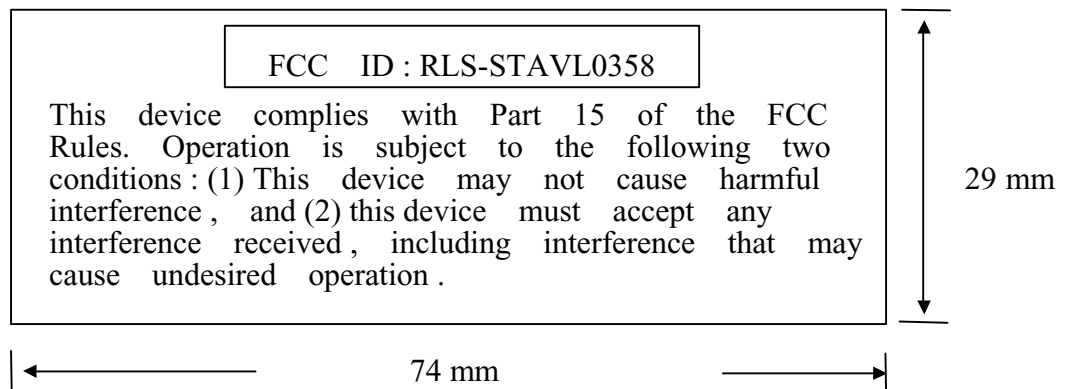 FCC ID : RLS-STAVL0358
This device complies with Part 15 of the FCC
Rules. Operation is subject to the following two
conditions : (1) This device may not cause harmful
interference , and (2) this device must accept any
interference received , including interference that may
cause undesired operation .
29 mm
74 mm